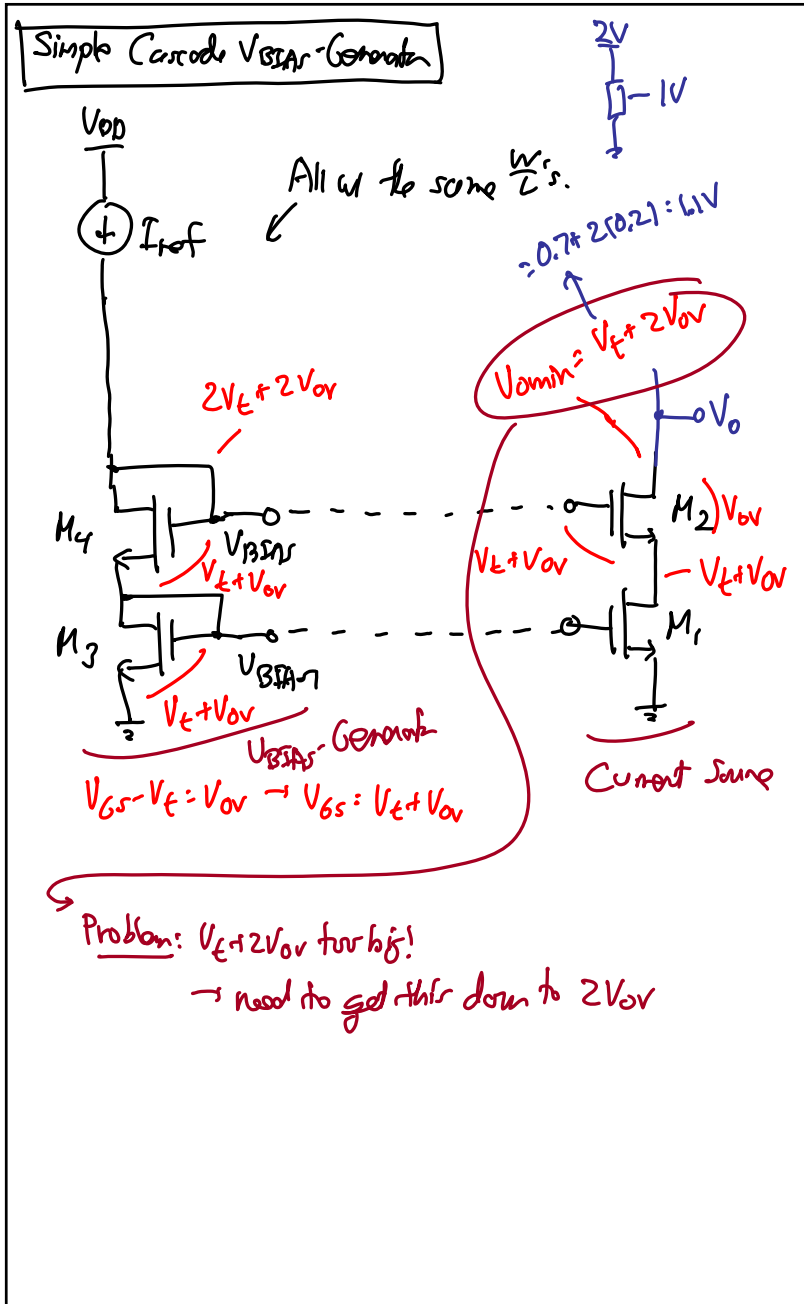 Simple Cascode VBIAS-Generator
2V
1V
VDD
All w/ the same W/L's.
Iref
= 0.7+2(0.2) = 1.1V
Vomin = Vt + 2Vov
2Vt + 2Vov
Vo
M4
VBIAS
Vt+Vov
Vt+Vov
M2
Vov
Vt+Vov
M3
VBIAS1
M1
Vt+Vov
VBIAS-Generator
Current Source
VGS-Vt = Vov → VGS = Vt+Vov
Problem: Vt+2Vov too big!
→ need to get this down to 2Vov